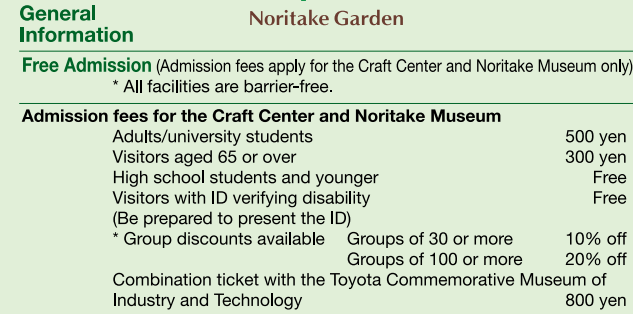 General
Information
Noritake Garden
Free Admission (Admission fees apply for the Craft Center and Noritake Museum only)
* All facilities are barrier-free.
Admission fees for the Craft Center and Noritake Museum
Adults/university students 500 yen
Visitors aged 65 or over 300 yen
High school students and younger Free
Visitors with ID verifying disability Free
(Be prepared to present the ID)
* Group discounts available Groups of 30 or more 10% off
Groups of 100 or more 20% off
Combination ticket with the Toyota Commemorative Museum of
Industry and Technology 800 yen